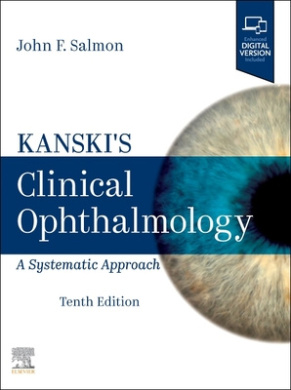 John F. Salmon
Enhanced
DIGITAL
VERSION
Included
KANSKI'S
Clinical
Ophthalmology
A Systematic Approach
Tenth Edition
ELSEVIER